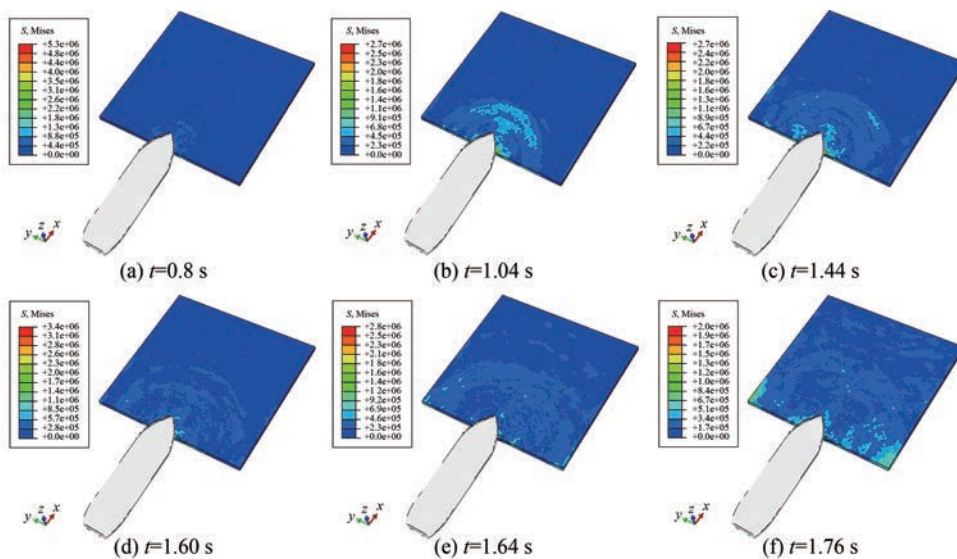 S, Mises
+5.3e+06
+4.8e+06
+4.4e+06
+4.0e+06
+3.5e+06
+3.1e+06
+2.6e+06
+2.2e+06
+1.8e+06
+1.3e+06
+8.8e+05
+4.4e+05
+0.0e+00
y z x
(a) t=0.8 s
S, Mises
+2.7e+06
+2.5e+06
+2.3e+06
+2.0e+06
+1.8e+06
+1.6e+06
+1.4e+06
+1.1e+06
+9.1e+05
+6.8e+05
+4.5e+05
+2.3e+05
+0.0e+00
y z x
(b) t=1.04 s
S, Mises
+2.7e+06
+2.4e+06
+2.2e+06
+2.0e+06
+1.8e+06
+1.6e+06
+1.3e+06
+1.1e+06
+8.9e+05
+6.7e+05
+4.4e+05
+2.2e+05
+0.0e+00
y z x
(c) t=1.44 s
S, Mises
+3.4e+06
+3.1e+06
+2.8e+06
+2.6e+06
+2.3e+06
+2.0e+06
+1.7e+06
+1.4e+06
+1.1e+06
+8.5e+05
+5.7e+05
+2.8e+05
+0.0e+00
y z x
(d) t=1.60 s
S, Mises
+2.8e+06
+2.5e+06
+2.3e+06
+2.1e+06
+1.8e+06
+1.6e+06
+1.4e+06
+1 2e+06
+9.2e+05
+6.9e+05
+4.6e+05
+2.3e+05
+0.0e+00
y z x
(e) t=1.64 s
S, Mises
+2.0e+06
+1.9e+06
+1.7e+06
+1.5e+06
+1.3e+06
+1.2e+06
+1.0e+06
+8.4e+05
+6.7e+05
+5.1e+05
+3.4e+05
+1.7e+05
+0.0e+00
y z x
(f) t=1.76 s